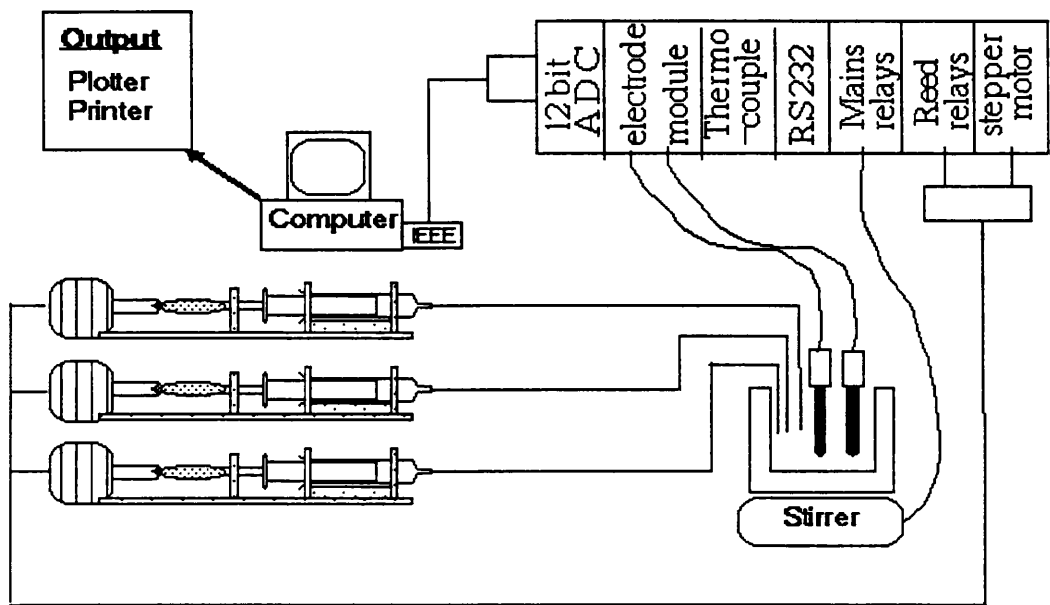 Output
Plotter
Printer
Computer
IEEE
12 bit
ADC
electrode
module
Thermo
-couple
RS232
Mains
relays
Reed
relays
stepper
motor
Stirrer